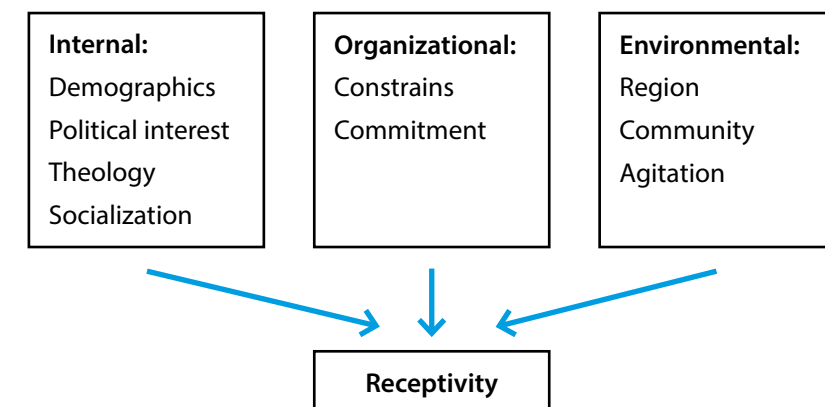 Internal:
Demographics
Political interest
Theology
Socialization
Organizational:
Constrains
Commitment
Environmental:
Region
Community
Agitation
Receptivity